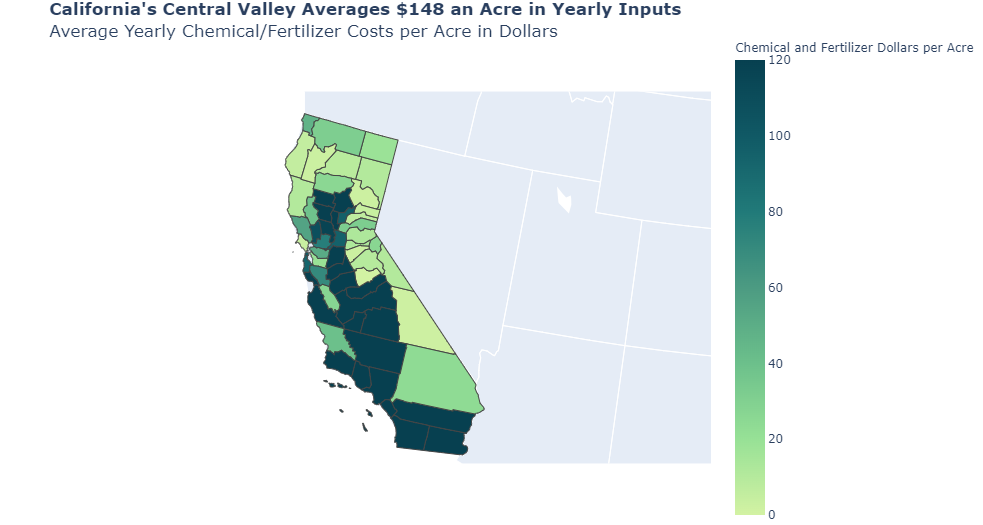 California's Central Valley Averages $148 an Acre in Yearly Inputs
Average Yearly Chemical/Fertilizer Costs per Acre in Dollars
Chemical and Fertilizer Dollars per Acre
120
100
80
60
40
20
0